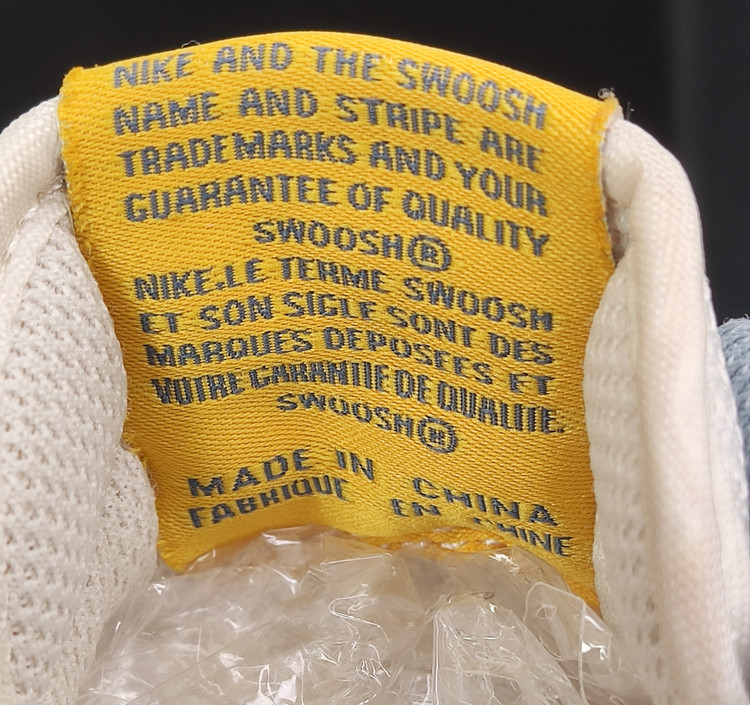 NIKE AND THE SWOOSH
NAME AND STRIPE ARE
TRADEMARKS AND YOUR
GUARANTEE OF QUALITY
SWOOSH®
NIKE.LE TERME SWOOSH
ET SON SIGLE SONT DES
MARQUES DEPOSEES ET
VOTRE GARANTIE DE QUALITE.
SWOOSH®
MADE IN CHINA
FABRIQUE EN CHINE